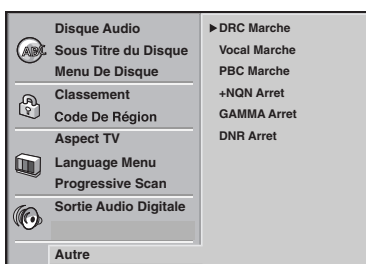 Disque Audio
Sous Titre du Disque
Menu De Disque
Classement
Code De Région
Aspect TV
Language Menu
Progressive Scan
Sortie Audio Digitale
Autre
DRC Marche
Vocal Marche
PBC Marche
+NQN Arret
GAMMA Arret
DNR Arret
ABC